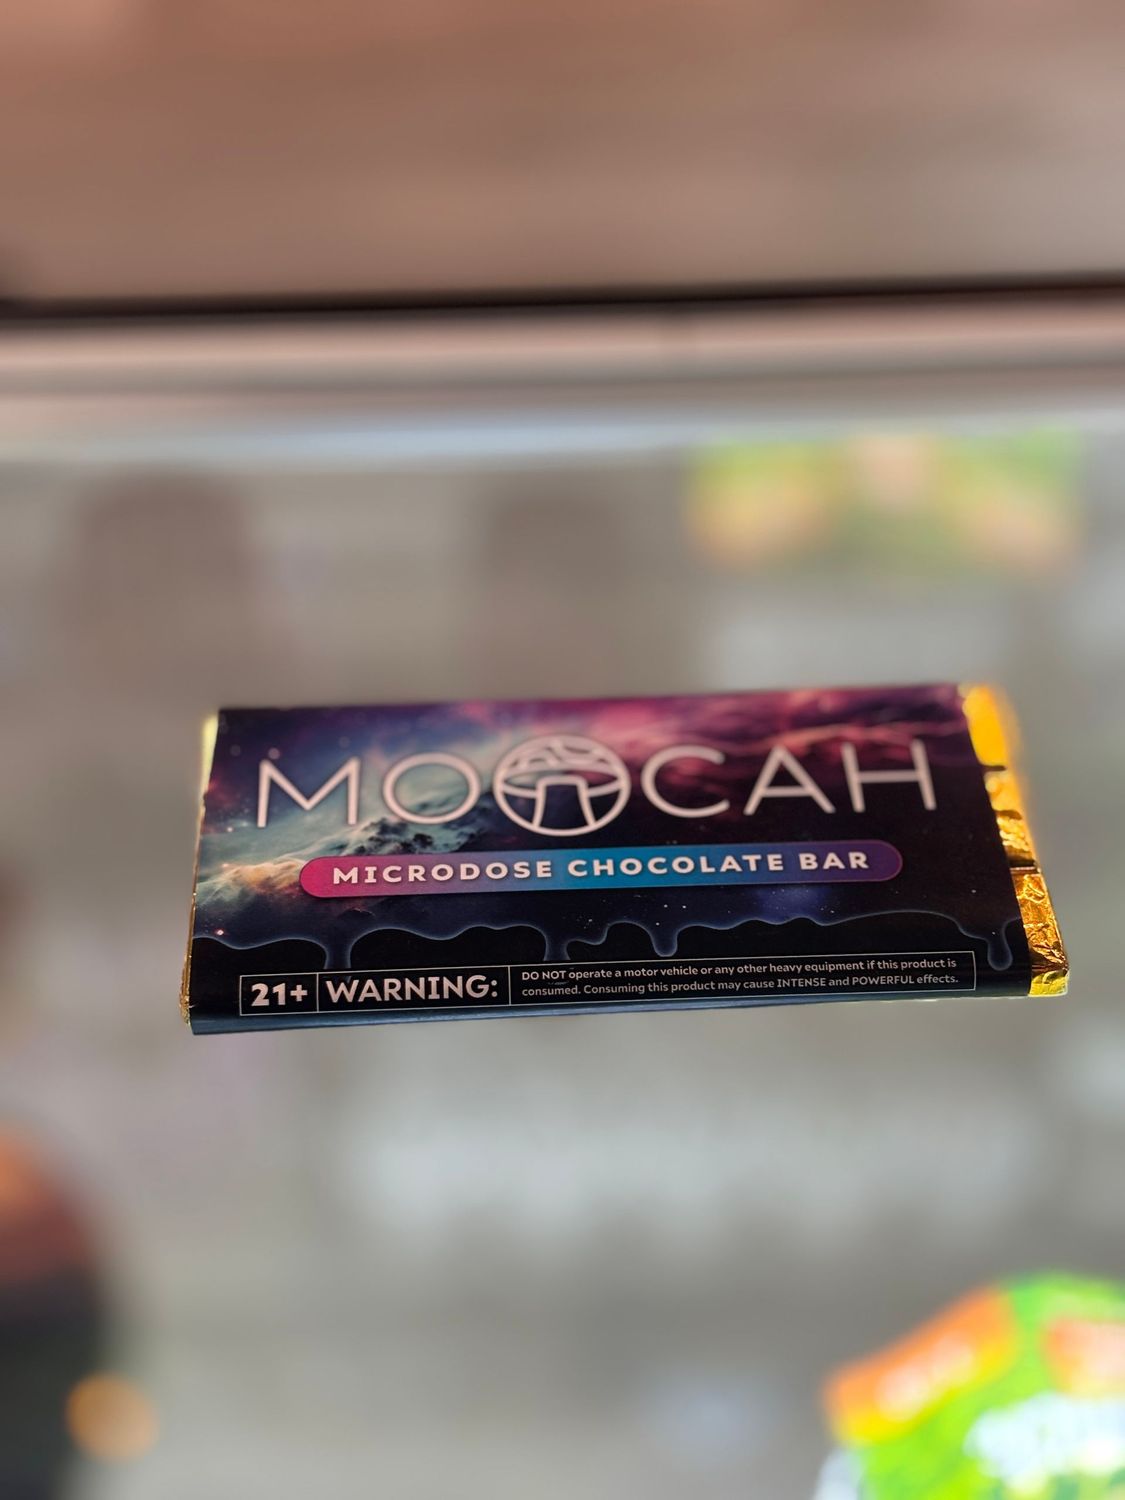 MOOCAH
MICRODOSE CHOCOLATE BAR
21+ WARNING:
DO NOT operate a motor vehicle or any other heavy equipment if this product is
consumed. Consuming this product may cause INTENSE and POWERFUL effects.